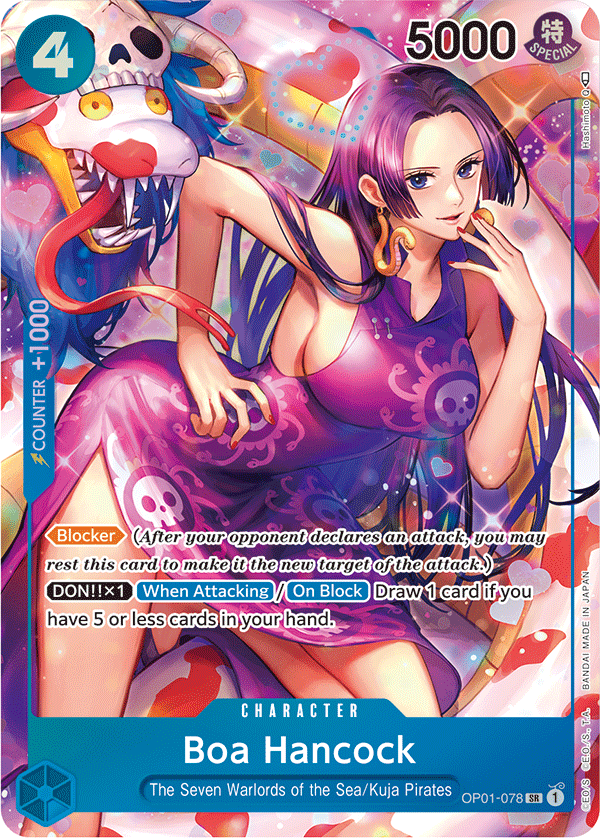 4
5000
特
SPECIAL
Hashimoto Q
COUNTER +1000
Blocker (After your opponent declares an attack, you may
rest this card to make it the new target of the attack.)
DON!!×1 When Attacking / On Block Draw 1 card if you
have 5 or less cards in your hand.
BANDAI MADE IN JAPAN
©E.O/S. ©E.O./S., T.A.
CHARACTER
Boa Hancock
The Seven Warlords of the Sea/Kuja Pirates
OP01-078 SR 1